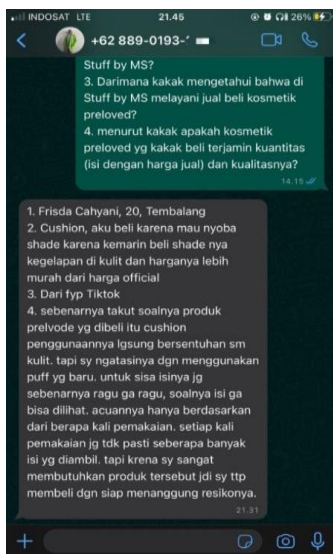 INDOSAT LTE 21.45 26%
+62 889-0193-
Stuff by MS?
3. Darimana kakak mengetahui bahwa di
Stuff by MS melayani jual beli kosmetik
preloved?
4. menurut kakak apakah kosmetik
preloved yg kakak beli terjamin kuantitas
(isi dengan harga jual) dan kualitasnya?
14.15
1. Frisda Cahyani, 20, Tembalang
2. Cushion, aku beli karena mau nyoba
shade karena kemarin beli shade nya
kegelapan di kulit dan harganya lebih
murah dari harga official
3. Dari fyp Tiktok
4. sebenarnya takut soalnya produk
prelvode yg dibeli itu cushion
penggunaannya lgsung bersentuhan sm
kulit. tapi sy ngatasinya dgn menggunakan
puff yg baru. untuk sisa isinya jg
sebenarnya ragu ga ragu, soalnya isi ga
bisa dilihat. acuannya hanya berdasarkan
dari berapa kali pemakaian. setiap kali
pemakaian jg tdk pasti seberapa banyak
isi yg diambil. tapi krena sy sangat
membutuhkan produk tersebut jdi sy ttp
membeli dgn siap menanggung resikonya.
21.31